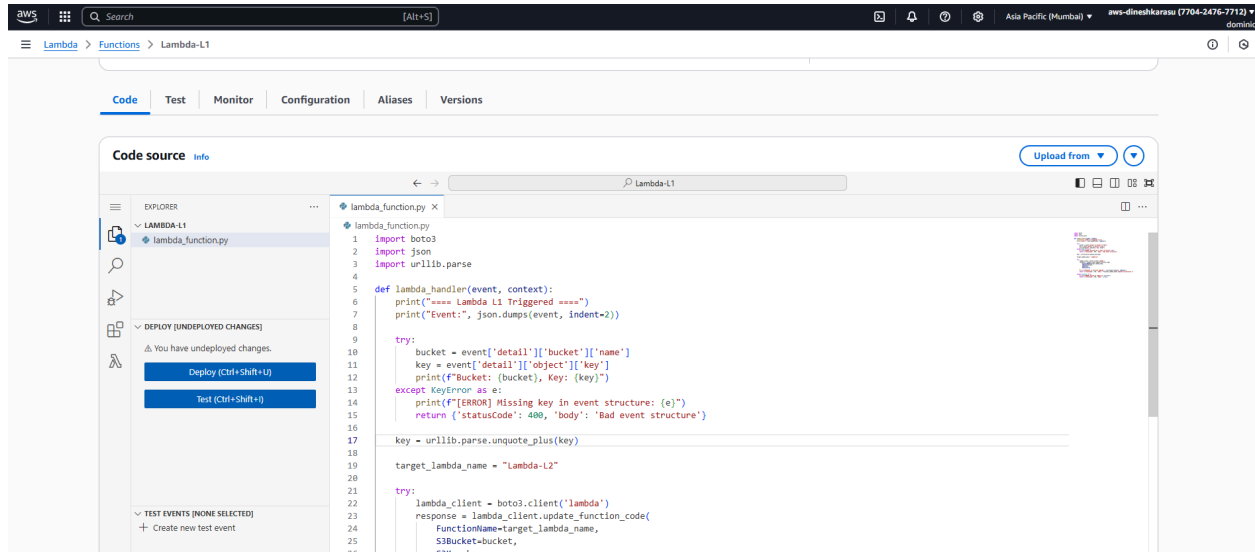 aws
Search
[Alt+S]
Asia Pacific (Mumbai)
aws-dineshkarasu (7704-2476-7712)
Lambda > Functions > Lambda-L1
Code Test Monitor Configuration Aliases Versions
Code source Info
Upload from
Lambda-L1
EXPLORER
LAMBDA-L1
lambda_function.py
1
DEPLOY [UNDEPLOYED CHANGES]
You have undeployed changes.
Deploy (Ctrl+Shift+U)
Test (Ctrl+Shift+I)
TEST EVENTS [NONE SELECTED]
+ Create new test event
lambda_function.py
lambda_function.py
1 import boto3
2 import json
3 import urllib.parse
4
5 def lambda_handler(event, context):
6 print("==== Lambda L1 Triggered ====")
7 print("Event:", json.dumps(event, indent=2))
8
9 try:
10 bucket = event['detail']['bucket']['name']
11 key = event['detail']['object']['key']
12 print(f"Bucket: {bucket}, Key: {key}")
13 except KeyError as e:
14 print(f"[ERROR] Missing key in event structure: {e}")
15 return {'statusCode': 400, 'body': 'Bad event structure'}
16
17 key = urllib.parse.unquote_plus(key)
18
19 target_lambda_name = "Lambda-L2"
20
21 try:
22 lambda_client = boto3.client('lambda')
23 response = lambda_client.update_function_code(
24 FunctionName=target_lambda_name,
25 S3Bucket=bucket,